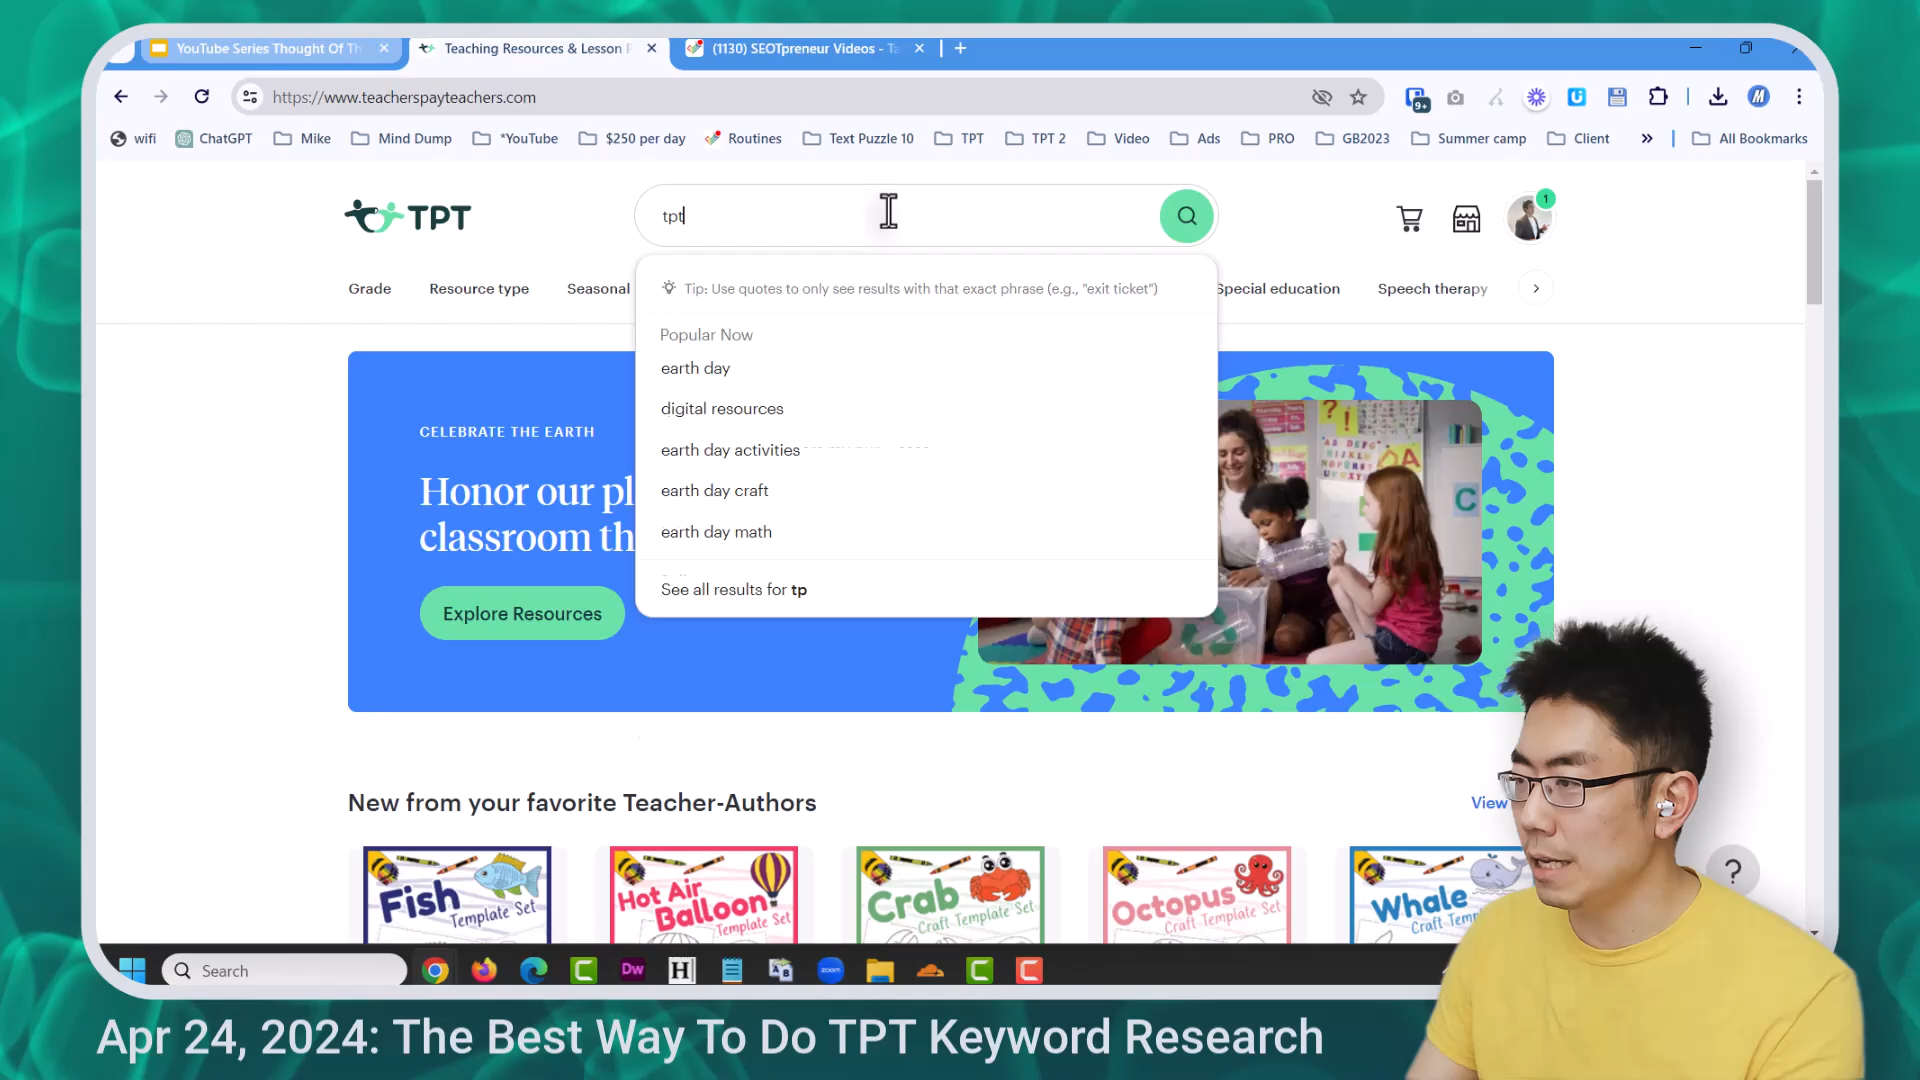 YouTube Series Thought Of Th
Teaching Resources & Lesson P
(1130) SEOTpreneur Videos - Ta
https://www.teacherspayteachers.com
9+
wifi
ChatGPT
Mike
Mind Dump
*YouTube
$250 per day
Routines
Text Puzzle 10
TPT
TPT 2
Video
Ads
PRO
GB2023
Summer camp
Client
All Bookmarks
TPT
tpt
1
Grade
Resource type
Seasonal
Special education
Speech therapy
Tip: Use quotes to only see results with that exact phrase (e.g., "exit ticket")
Popular Now
earth day
digital resources
earth day activities
earth day craft
earth day math
See all results for tp
CELEBRATE THE EARTH
Honor our pl
classroom th
Explore Resources
New from your favorite Teacher-Authors
View
Fish
Template Set
Hot Air
Balloon
Template Set
Crab
Craft Template Set
Octopus
Craft Template Set
Whale
Craft Temp
?
Search
Dw
H
zoom
Apr 24, 2024: The Best Way To Do TPT Keyword Research